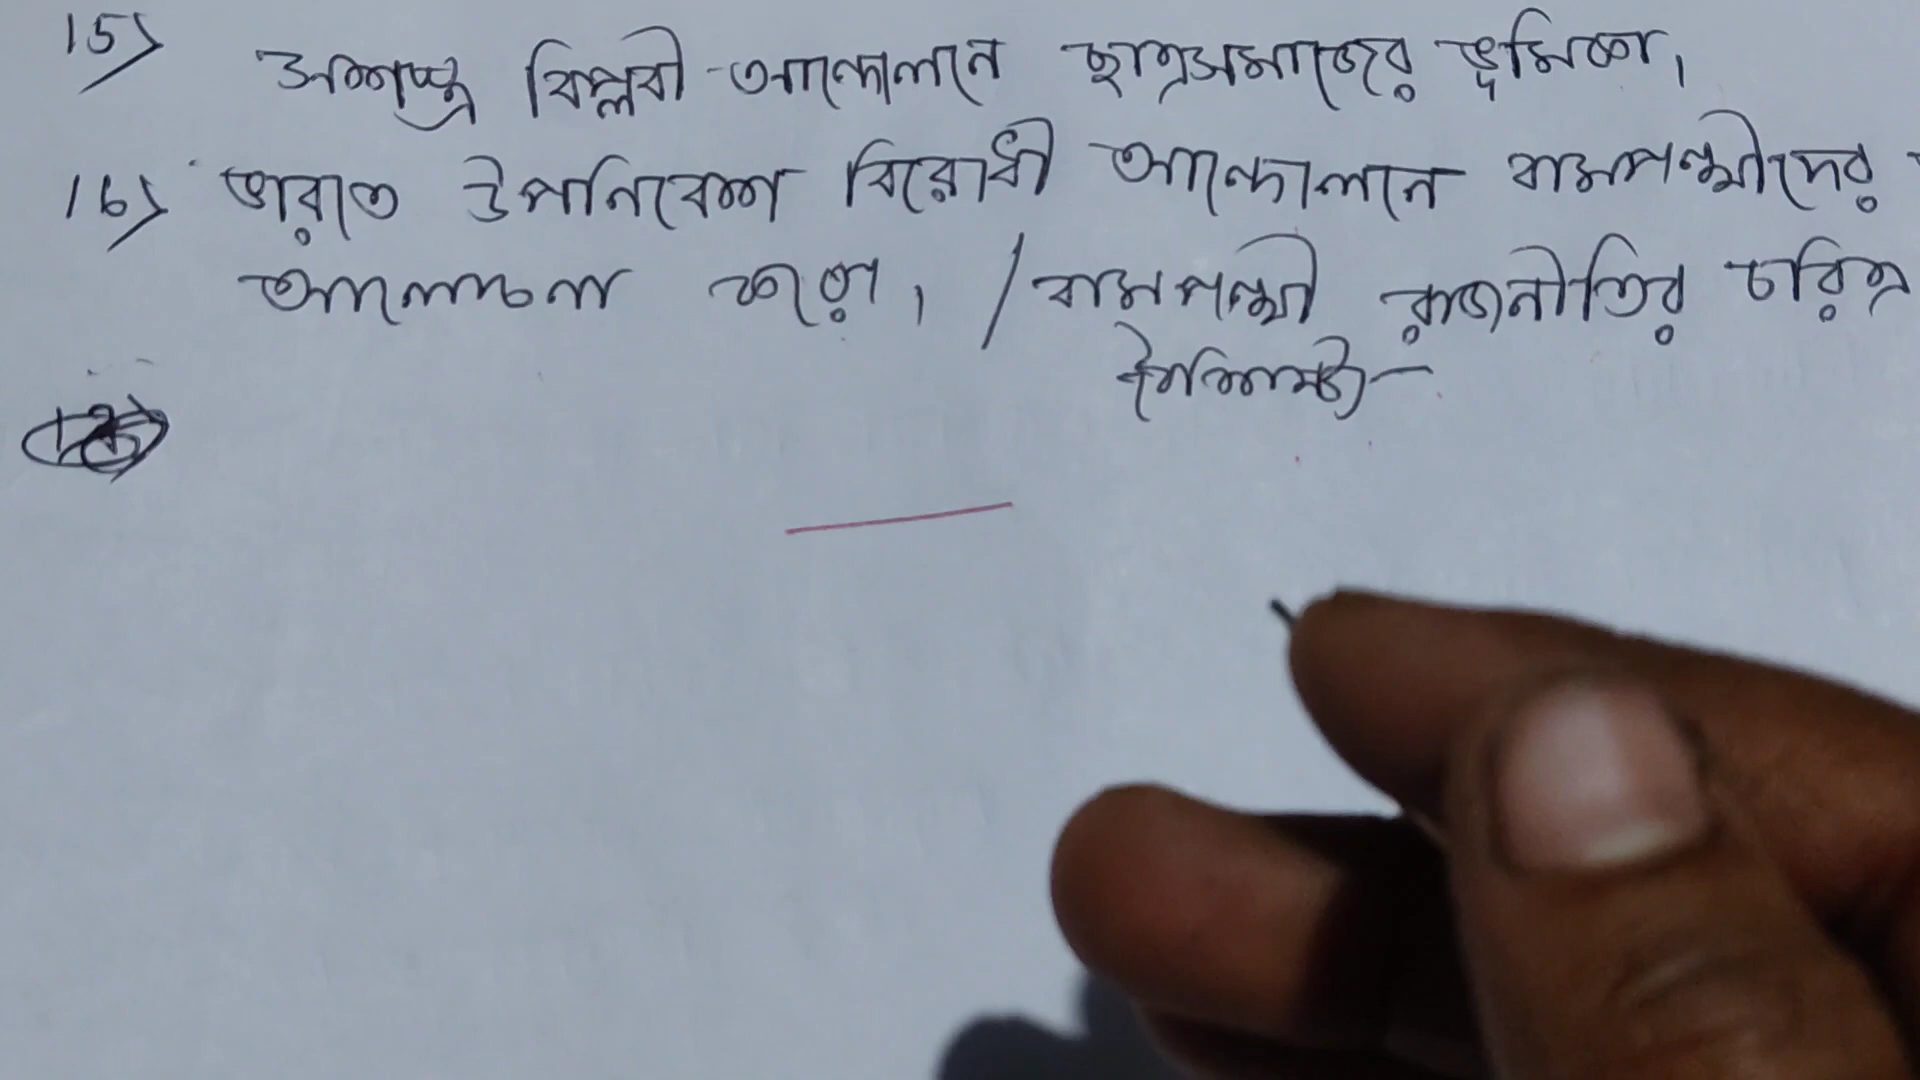 15) সশস্ত্র বিপ্লবী আন্দোলনে ছাত্রসমাজের ভূমিকা।
16) ভারতে উপনিবেশ বিরোধী আন্দোলনে বামপন্থীদের
আলোচনা করো। / বামপন্থী রাজনীতির চরিত্র
বৈশিষ্ট্য-